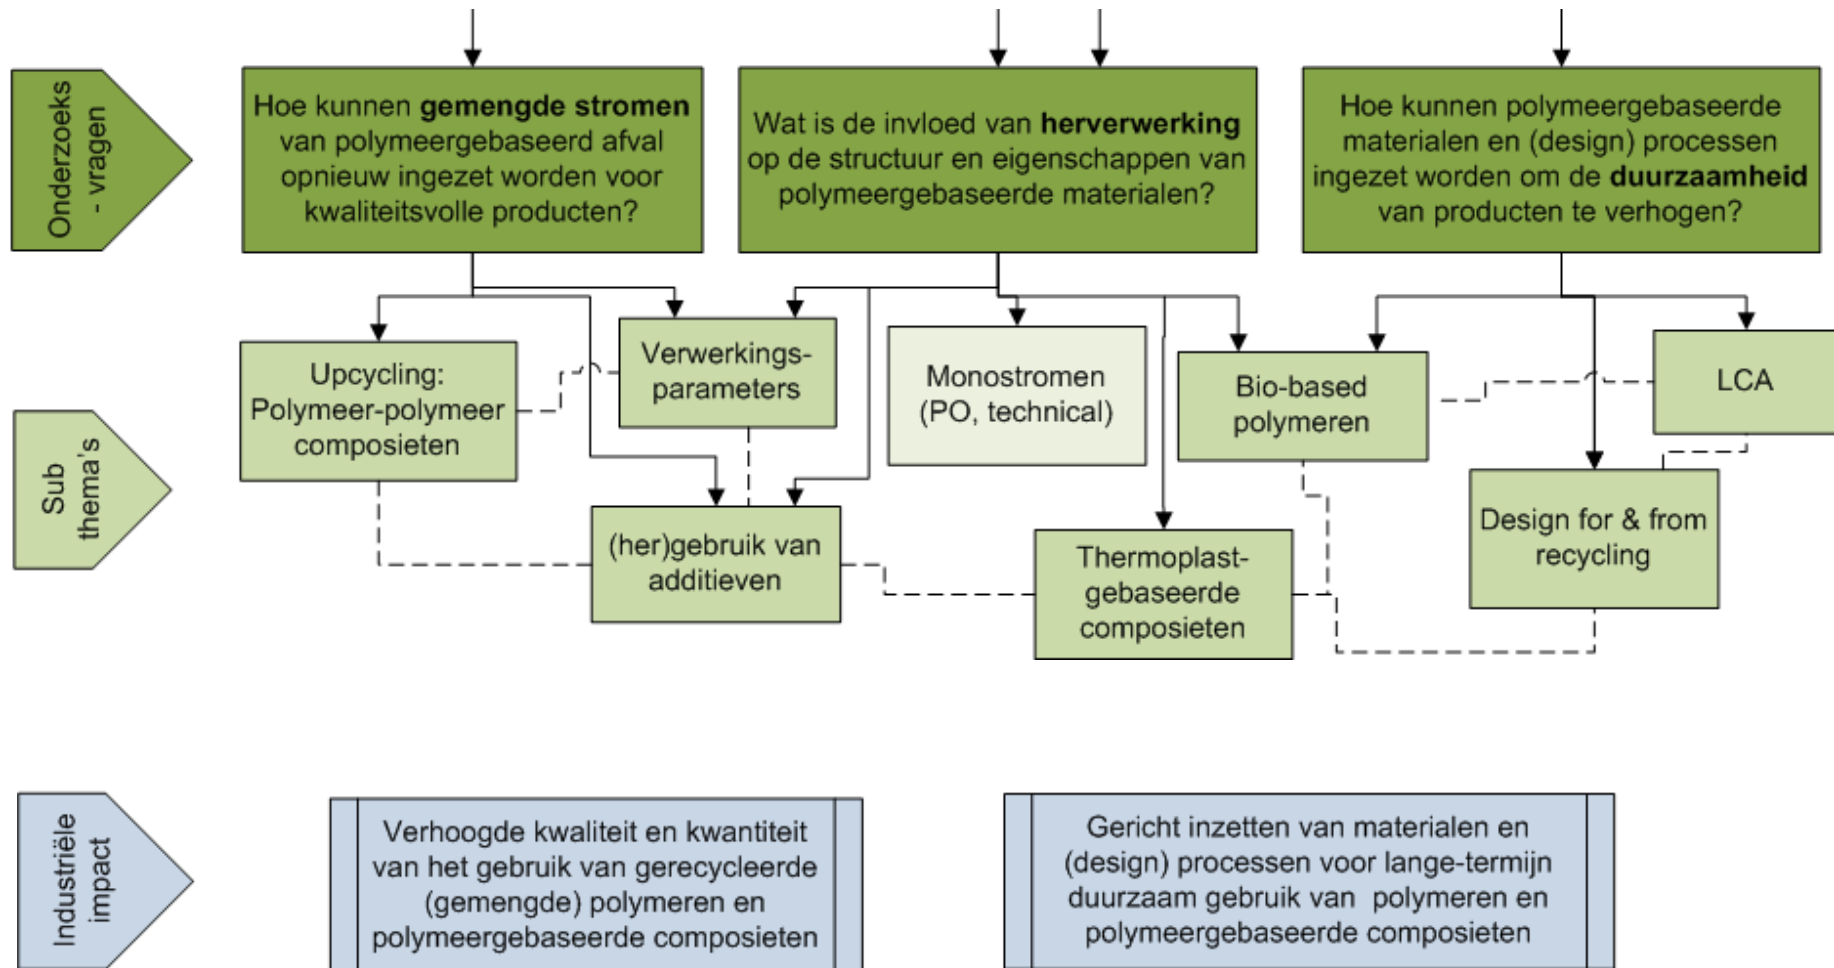 Onderzoeks
- vragen
Hoe kunnen gemengde stromen
van polymeergebaseerd afval
opnieuw ingezet worden voor
kwaliteitsvolle producten?
Wat is de invloed van herverwerking
op de structuur en eigenschappen van
polymeergebaseerde materialen?
Hoe kunnen polymeergebaseerde
materialen en (design) processen
ingezet worden om de duurzaamheid
van producten te verhogen?
Sub
thema's
Upcycling:
Polymeer-polymeer
composieten
Verwerkings-
parameters
Monostromen
(PO, technical)
Bio-based
polymeren
LCA
(her)gebruik van
additieven
Thermoplast-
gebaseerde
composieten
Design for & from
recycling
Industriële
impact
Verhoogde kwaliteit en kwantiteit
van het gebruik van gerecycleerde
(gemengde) polymeren en
polymeergebaseerde composieten
Gericht inzetten van materialen en
(design) processen voor lange-termijn
duurzaam gebruik van polymeren en
polymeergebaseerde composieten